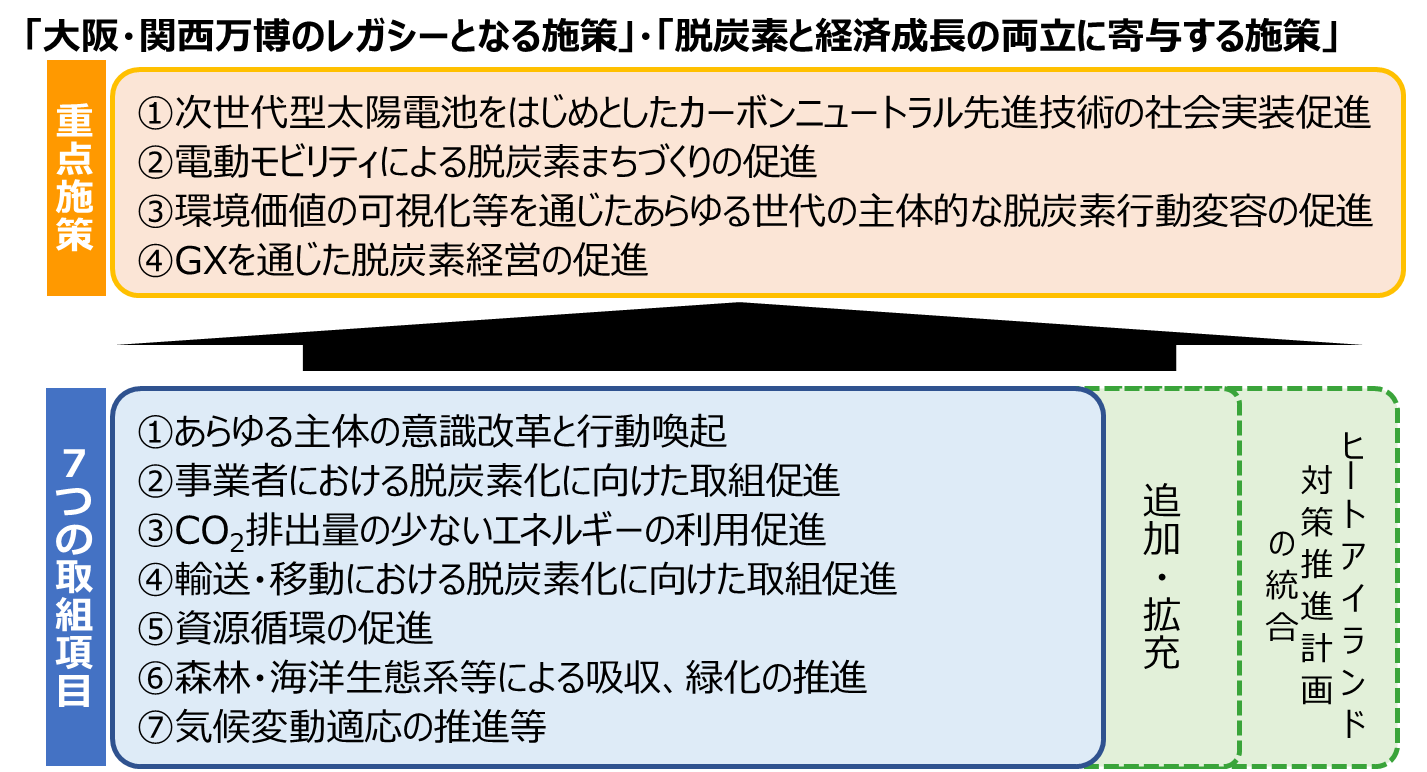 「大阪・関西万博のレガシーとなる施策」・「脱炭素と経済成長の両立に寄与する施策」
重点施策
①次世代型太陽電池をはじめとしたカーボンニュートラル先進技術の社会実装促進
②電動モビリティによる脱炭素まちづくりの促進
③環境価値の可視化等を通じたあらゆる世代の主体的な脱炭素行動変容の促進
④GXを通じた脱炭素経営の促進
7つの取組項目
①あらゆる主体の意識改革と行動喚起
②事業者における脱炭素化に向けた取組促進
③CO₂排出量の少ないエネルギーの利用促進
④輸送・移動における脱炭素化に向けた取組促進
⑤資源循環の促進
⑥森林・海洋生態系等による吸収、緑化の推進
⑦気候変動適応の推進等
追加・拡充
ヒートアイランド
対策推進計画
の統合